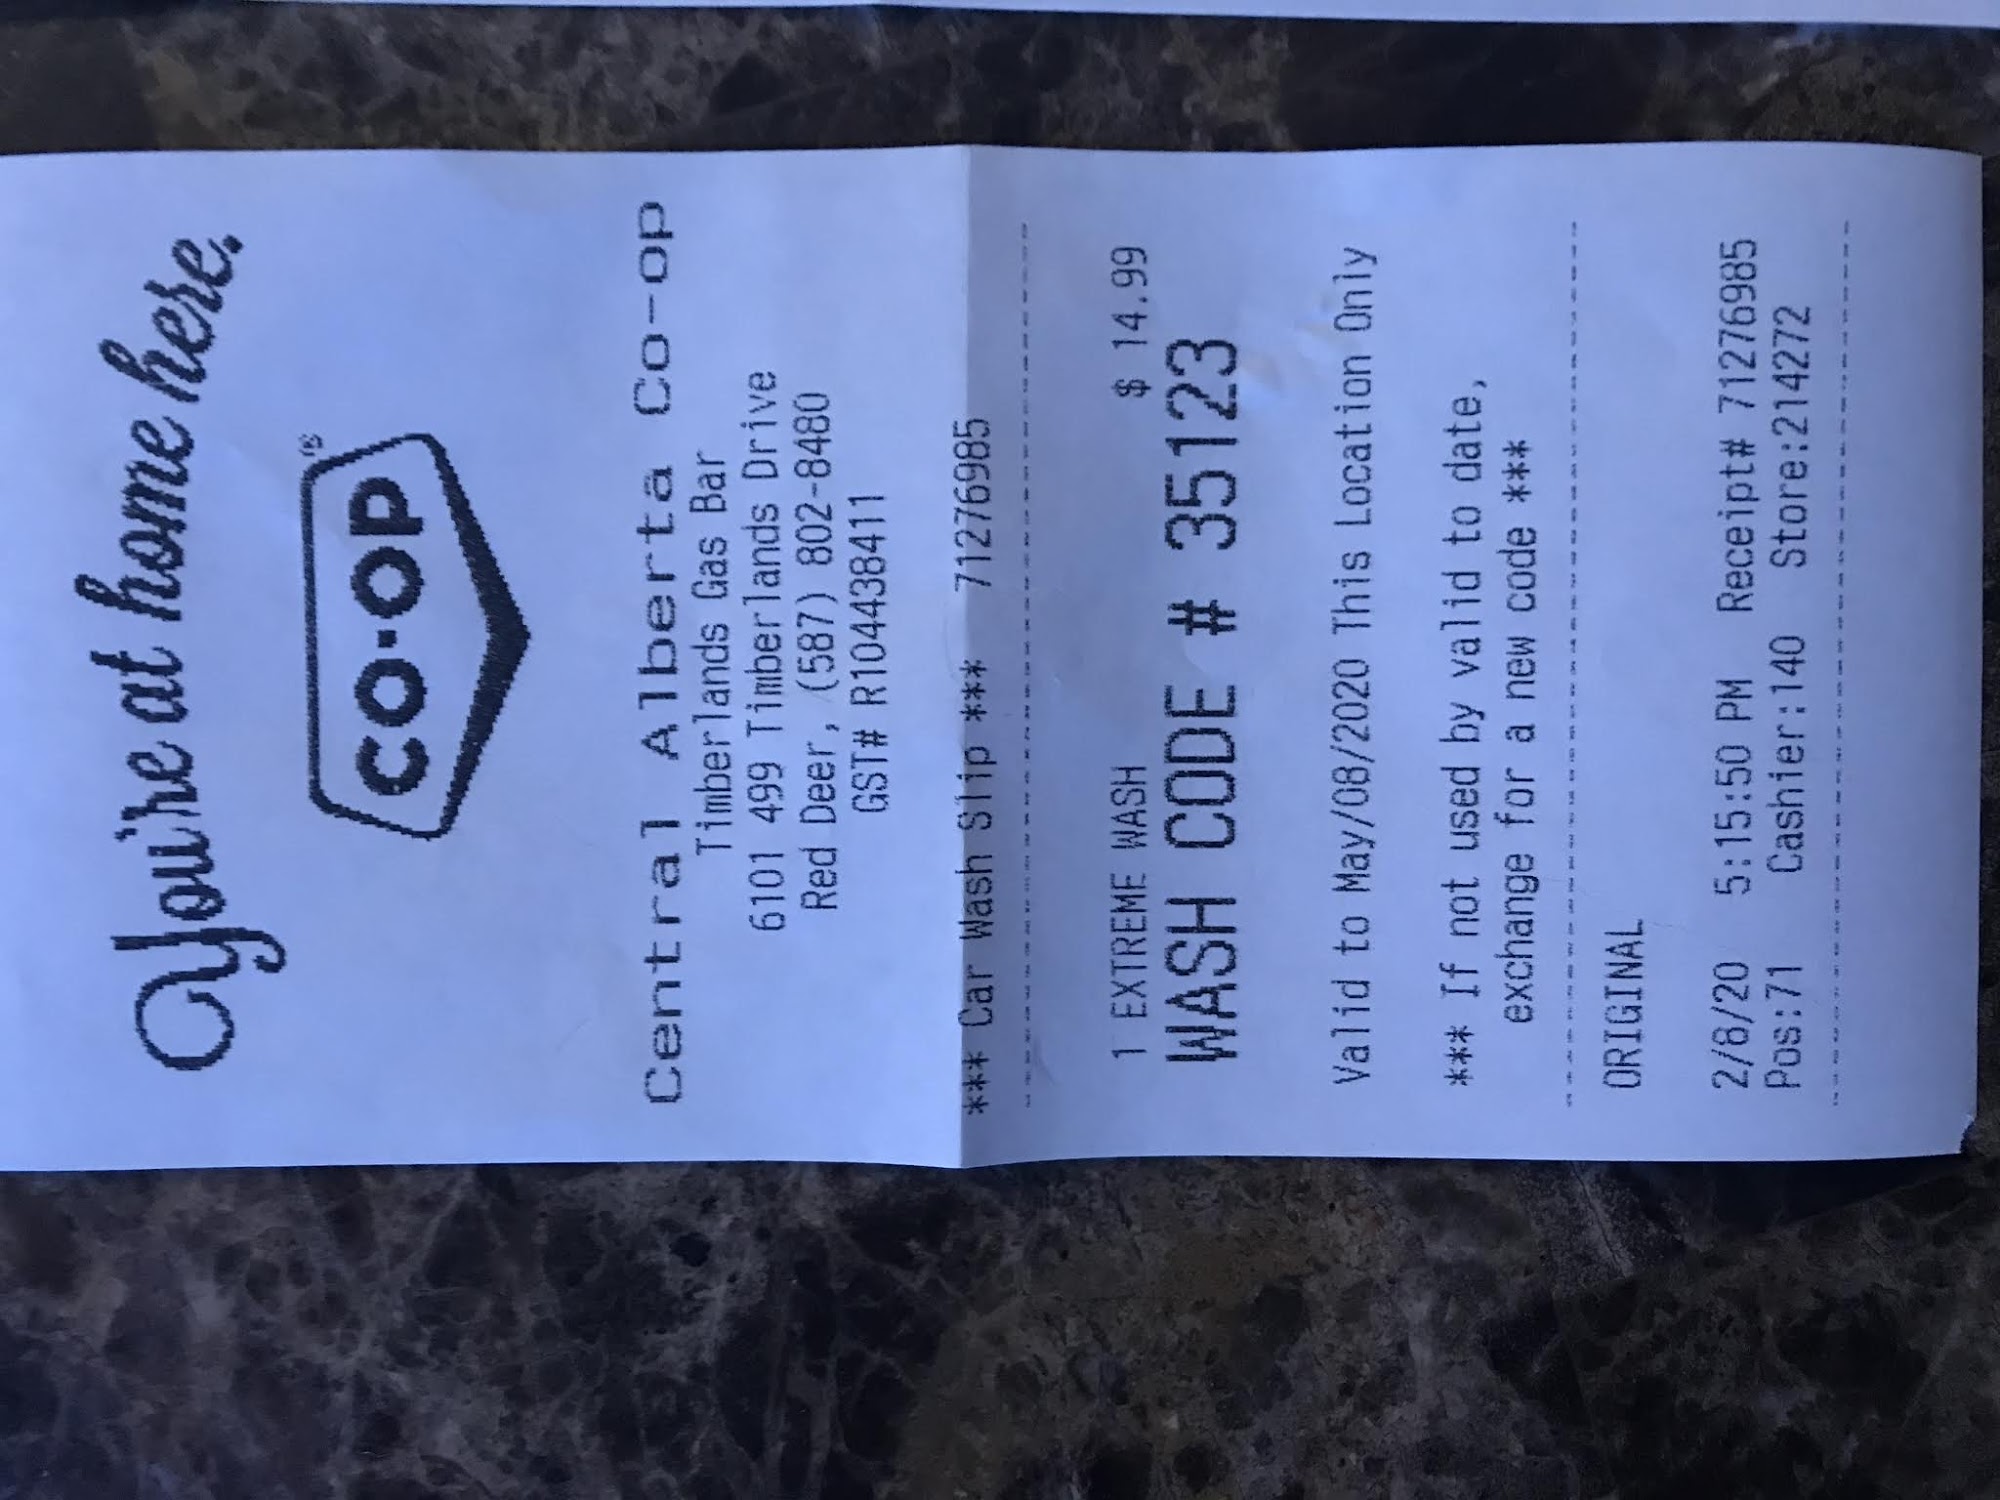 You're at home here.
CO-OP®
Central Alberta Co-op
Timberlands Gas Bar
6101 499 Timberlands Drive
Red Deer, (587) 802-8480
GST# R104438411
*** Car Wash Slip *** 71276985
1 EXTREME WASH $ 14.99
WASH CODE # 35123
Valid to May/08/2020 This Location Only
*** If not used by valid to date,
exchange for a new code ***
ORIGINAL
2/8/20 5:15:50 PM Receipt# 71276985
Pos:71 Cashier:140 Store:214272